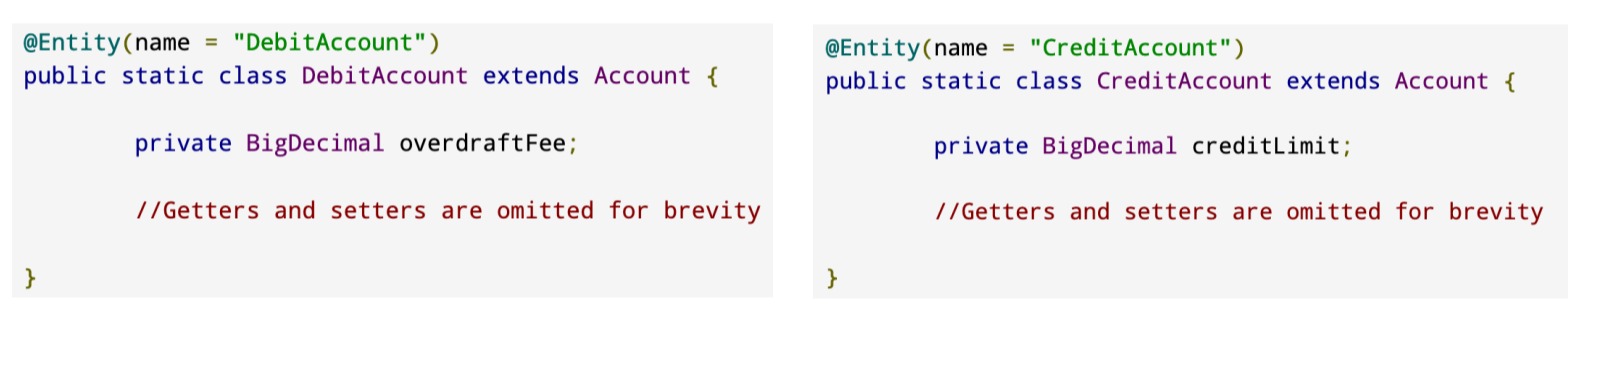 @Entity(name = "DebitAccount")
public static class DebitAccount extends Account {
private BigDecimal overdraftFee;
//Getters and setters are omitted for brevity
}
@Entity(name = "CreditAccount")
public static class CreditAccount extends Account {
private BigDecimal creditLimit;
//Getters and setters are omitted for brevity
}